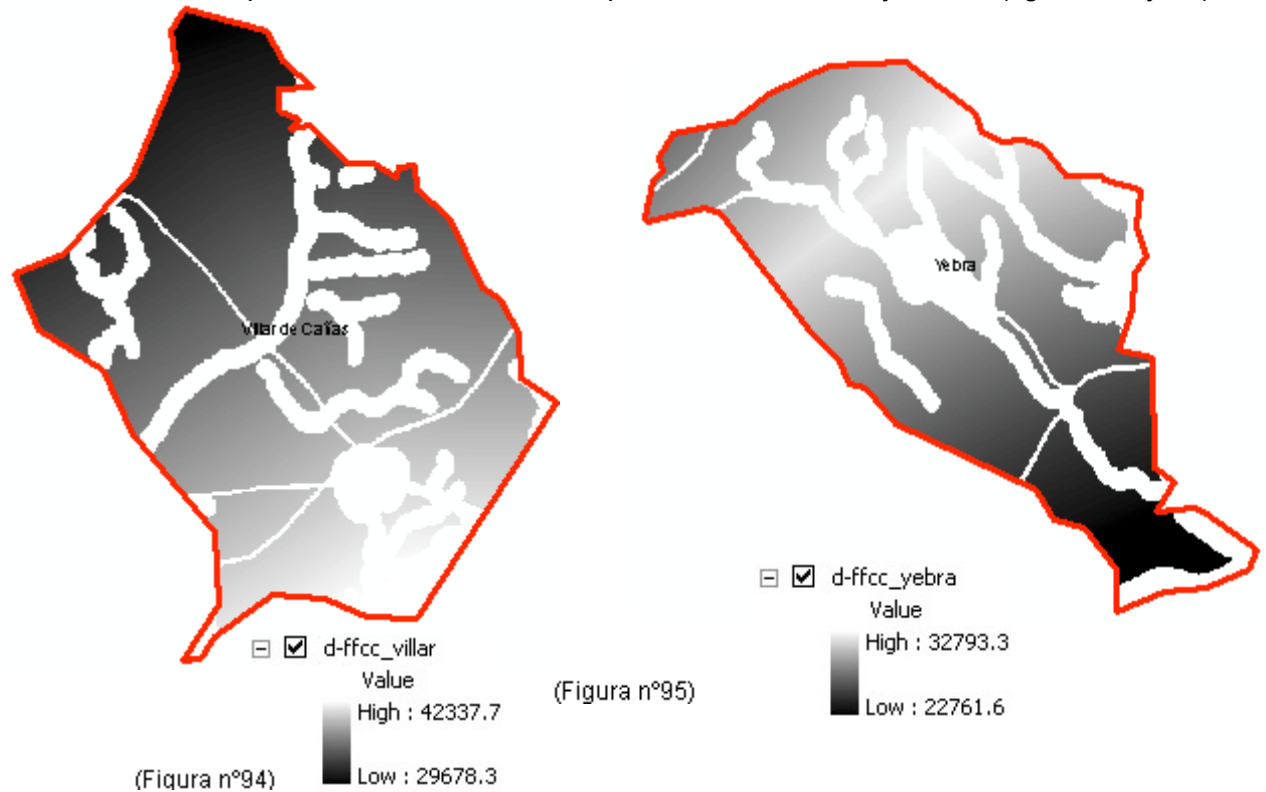 Villar de Cañas
Yebra
d-ffcc_villar
Value
High : 42337.7
Low : 29678.3
(Figura nº94)
d-ffcc_yebra
Value
High : 32793.3
Low : 22761.6
(Figura nº95)